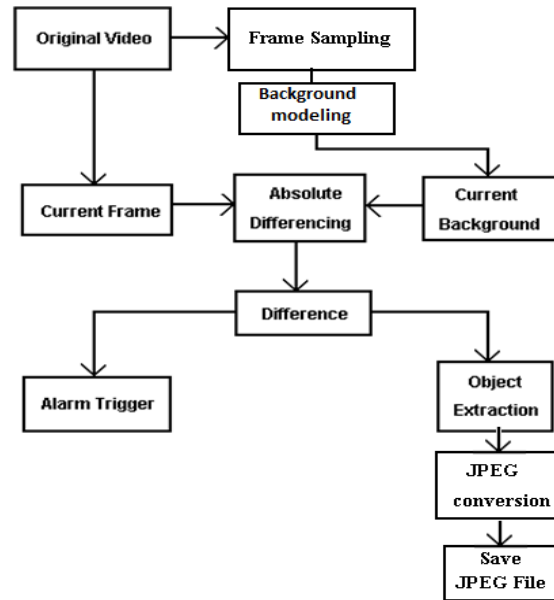 Original Video
Frame Sampling
Background
modeling
Current Frame
Absolute
Differencing
Current
Background
Difference
Alarm Trigger
Object
Extraction
JPEG
conversion
Save
JPEG File